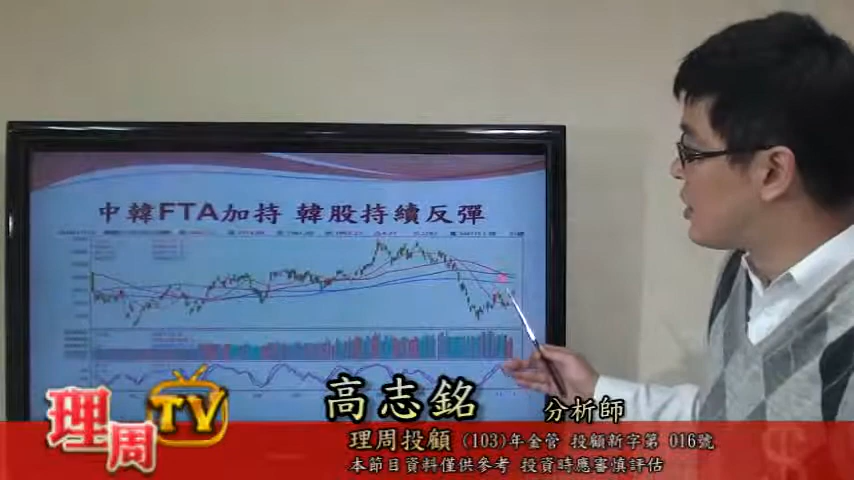 中韓FTA加持 韓股持續反彈
理周TV
高志銘 分析師
理周投顧 (103)年金管 投顧新字第 016號
本節目資料僅供參考 投資時應審慎評估